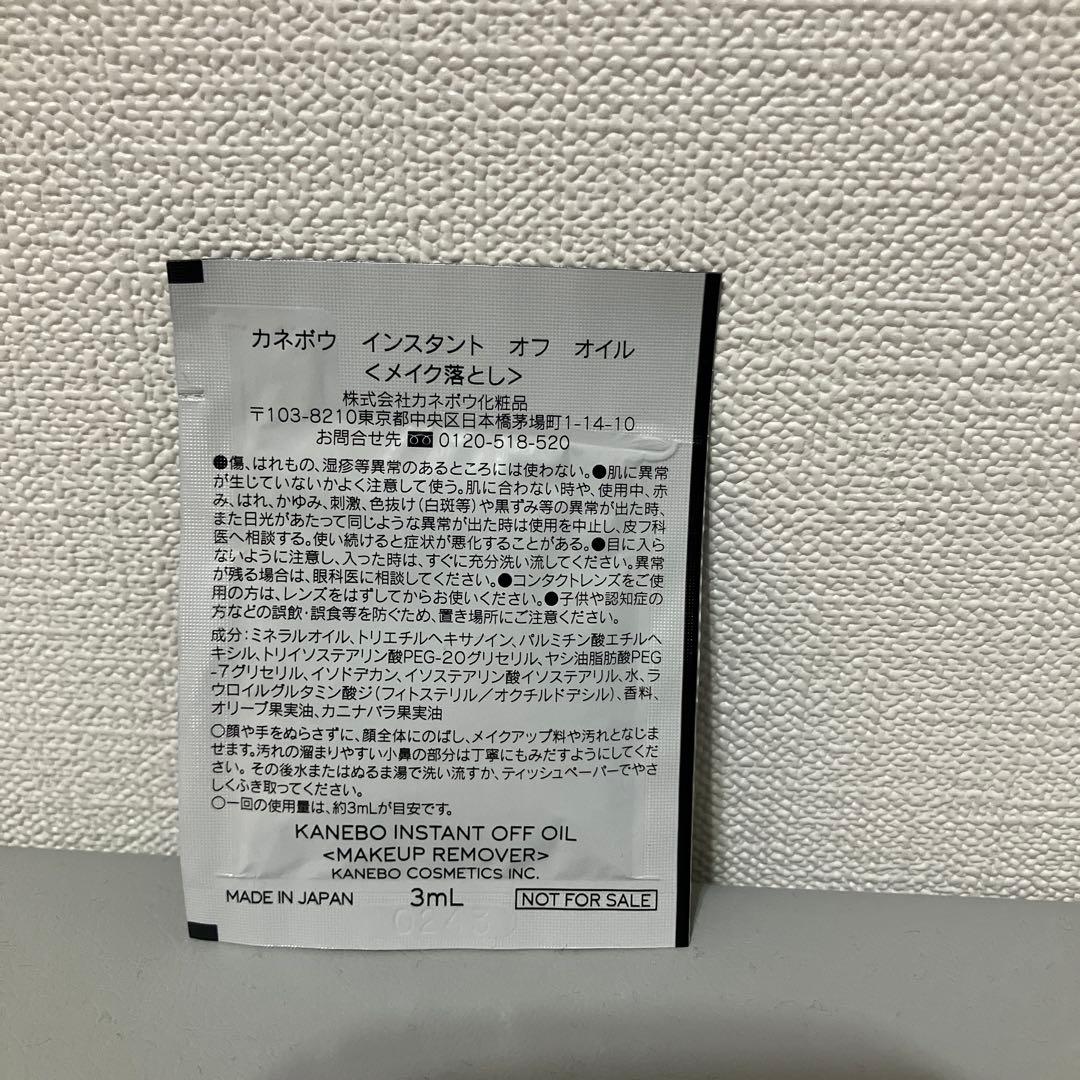 カネボウ インスタント オフ オイル
<メイク落とし>
株式会社カネボウ化粧品
〒103-8210東京都中央区日本橋茅場町1-14-10
お問合せ先 0120-518-520
●傷、はれもの、湿疹等異常のあるところには使わない。●肌に異常
が生じていないかよく注意して使う。肌に合わない時や、使用中、赤
み、はれ、かゆみ、刺激、色抜け(白斑等)や黒ずみ等の異常が出た時、
また日光があたって同じような異常が出た時は使用を中止し、皮フ科
医へ相談する。使い続けると症状が悪化することがある。●目に入ら
ないように注意し、入った時は、すぐに充分洗い流してください。異常
が残る場合は、眼科医に相談してください。●コンタクトレンズをご使
用の方は、レンズをはずしてからお使いください。●子供や認知症の
方などの誤飲・誤食等を防ぐため、置き場所にご注意ください。
成分:ミネラルオイル、トリエチルヘキサノイン、パルミチン酸エチルヘ
キシル、トリイソステアリン酸PEG-20グリセリル、ヤシ油脂肪酸PEG
-7グリセリル、イソドデカン、イソステアリン酸イソステアリル、水、ラ
ウロイルグルタミン酸ジ(フィトステリル/オクチルドデシル)、香料、
オリーブ果実油、カニナバラ果実油
○顔や手をぬらさずに、顔全体にのばし、メイクアップ料や汚れとなじま
せます。汚れの溜まりやすい小鼻の部分は丁寧にもみだすようにしてくだ
さい。その後水またはぬるま湯で洗い流すか、ティッシュペーパーでやさ
しくふき取ってください。
○一回の使用量は、約3mLが目安です。
KANEBO INSTANT OFF OIL
<MAKEUP REMOVER>
KANEBO COSMETICS INC.
MADE IN JAPAN 3mL NOT FOR SALE